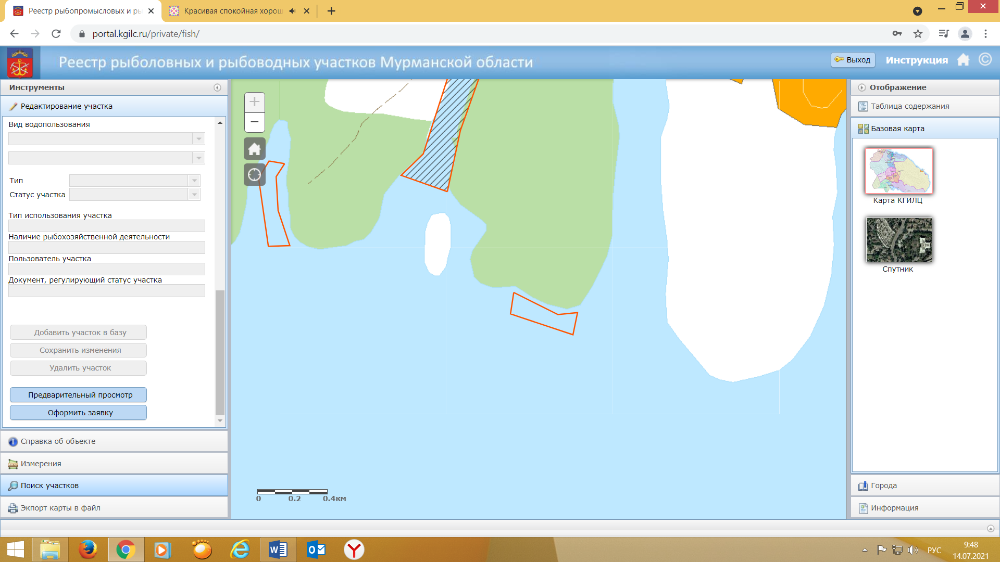 Реестр рыбопромысловых и ры
Красивая спокойная хорош
portal.kgilc.ru/private/fish/
Реестр рыболовных и рыбоводных участков Мурманской области
Выход
Инструкция
Инструменты
Редактирование участка
Вид водопользования
Тип
Статус участка
Тип использования участка
Наличие рыбохозяйственной деятельности
Пользователь участка
Документ, регулирующий статус участка
Добавить участок в базу
Сохранить изменения
Удалить участок
Предварительный просмотр
Оформить заявку
Справка об объекте
Измерения
Поиск участков
Экспорт карты в файл
0 0.2 0.4км
Отображение
Таблица содержания
Базовая карта
Карта КГИЛЦ
Спутник
Города
Информация
РУС
9:48
14.07.2021